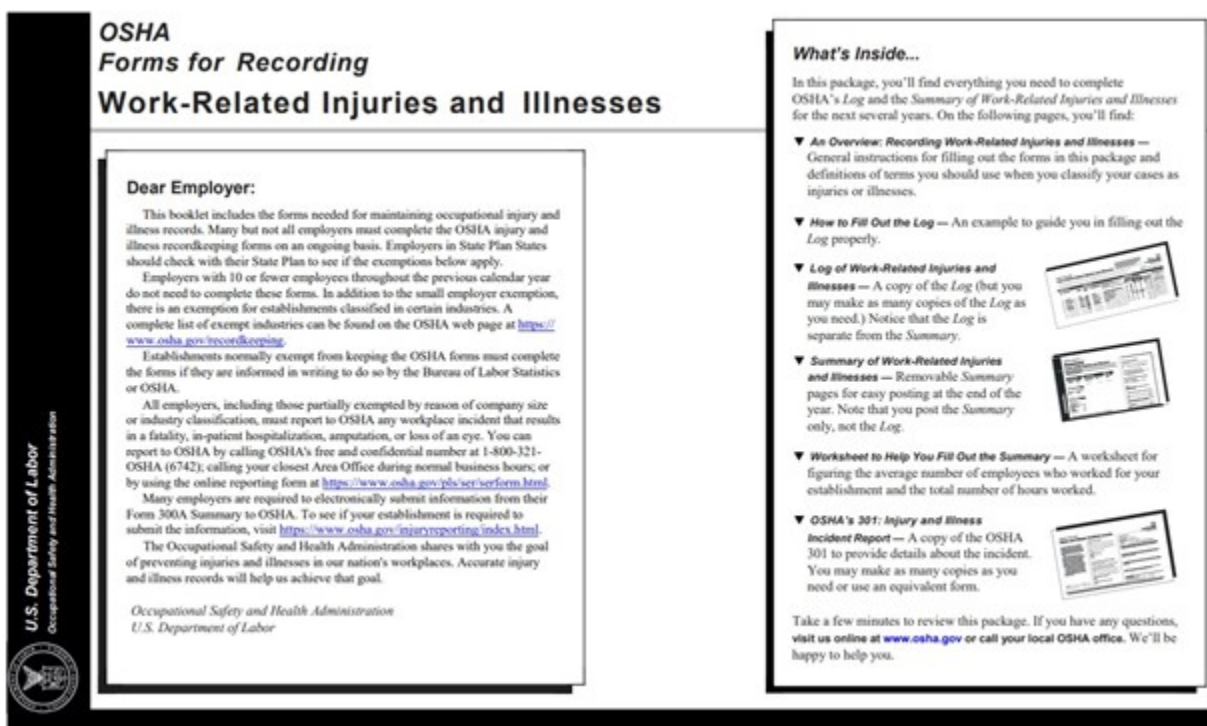 OSHA
Forms for Recording
Work-Related Injuries and Illnesses
Dear Employer:
This booklet includes the forms needed for maintaining occupational injury and
illness records. Many but not all employers must complete the OSHA injury and
illness recordkeeping forms on an ongoing basis. Employers in State Plan States
should check with their State Plan to see if the exemptions below apply.
Employers with 10 or fewer employees throughout the previous calendar year
do not need to complete these forms. In addition to the small employer exemption,
there is an exemption for establishments classified in certain industries. A
complete list of exempt industries can be found on the OSHA web page at https://
www.osha.gov/recordkeeping.
Establishments normally exempt from keeping the OSHA forms must complete
the forms if they are informed in writing to do so by the Bureau of Labor Statistics
or OSHA.
All employers, including those partially exempted by reason of company size
or industry classification, must report to OSHA any workplace incident that results
in a fatality, in-patient hospitalization, amputation, or loss of an eye. You can
report to OSHA by calling OSHA's free and confidential number at 1-800-321-
OSHA (6742); calling your closest Area Office during normal business hours; or
by using the online reporting form at https://www.osha.gov/pls/ser/serform.html.
Many employers are required to electronically submit information from their
Form 300A Summary to OSHA. To see if your establishment is required to
submit the information, visit https://www.osha.gov/injuryreporting/index.html.
The Occupational Safety and Health Administration shares with you the goal
of preventing injuries and illnesses in our nation's workplaces. Accurate injury
and illness records will help us achieve that goal.
Occupational Safety and Health Administration
U.S. Department of Labor
What's Inside...
In this package, you'll find everything you need to complete
OSHA's Log and the Summary of Work-Related Injuries and Illnesses
for the next several years. On the following pages, you'll find:
▼ An Overview: Recording Work-Related Injuries and Illnesses —
General instructions for filling out the forms in this package and
definitions of terms you should use when you classify your cases as
injuries or illnesses.
▼ How to Fill Out the Log — An example to guide you in filling out the
Log properly.
▼ Log of Work-Related Injuries and
Illnesses — A copy of the Log (but you
may make as many copies of the Log as
you need.) Notice that the Log is
separate from the Summary.
▼ Summary of Work-Related Injuries
and Illnesses — Removable Summary
pages for easy posting at the end of the
year. Note that you post the Summary
only, not the Log.
▼ Worksheet to Help You Fill Out the Summary — A worksheet for
figuring the average number of employees who worked for your
establishment and the total number of hours worked.
▼ OSHA's 301: Injury and Illness
Incident Report — A copy of the OSHA
301 to provide details about the incident.
You may make as many copies as you
need or use an equivalent form.
Take a few minutes to review this package. If you have any questions,
visit us online at www.osha.gov or call your local OSHA office. We'll be
happy to help you.
U.S. Department of Labor
Occupational Safety and Health Administration